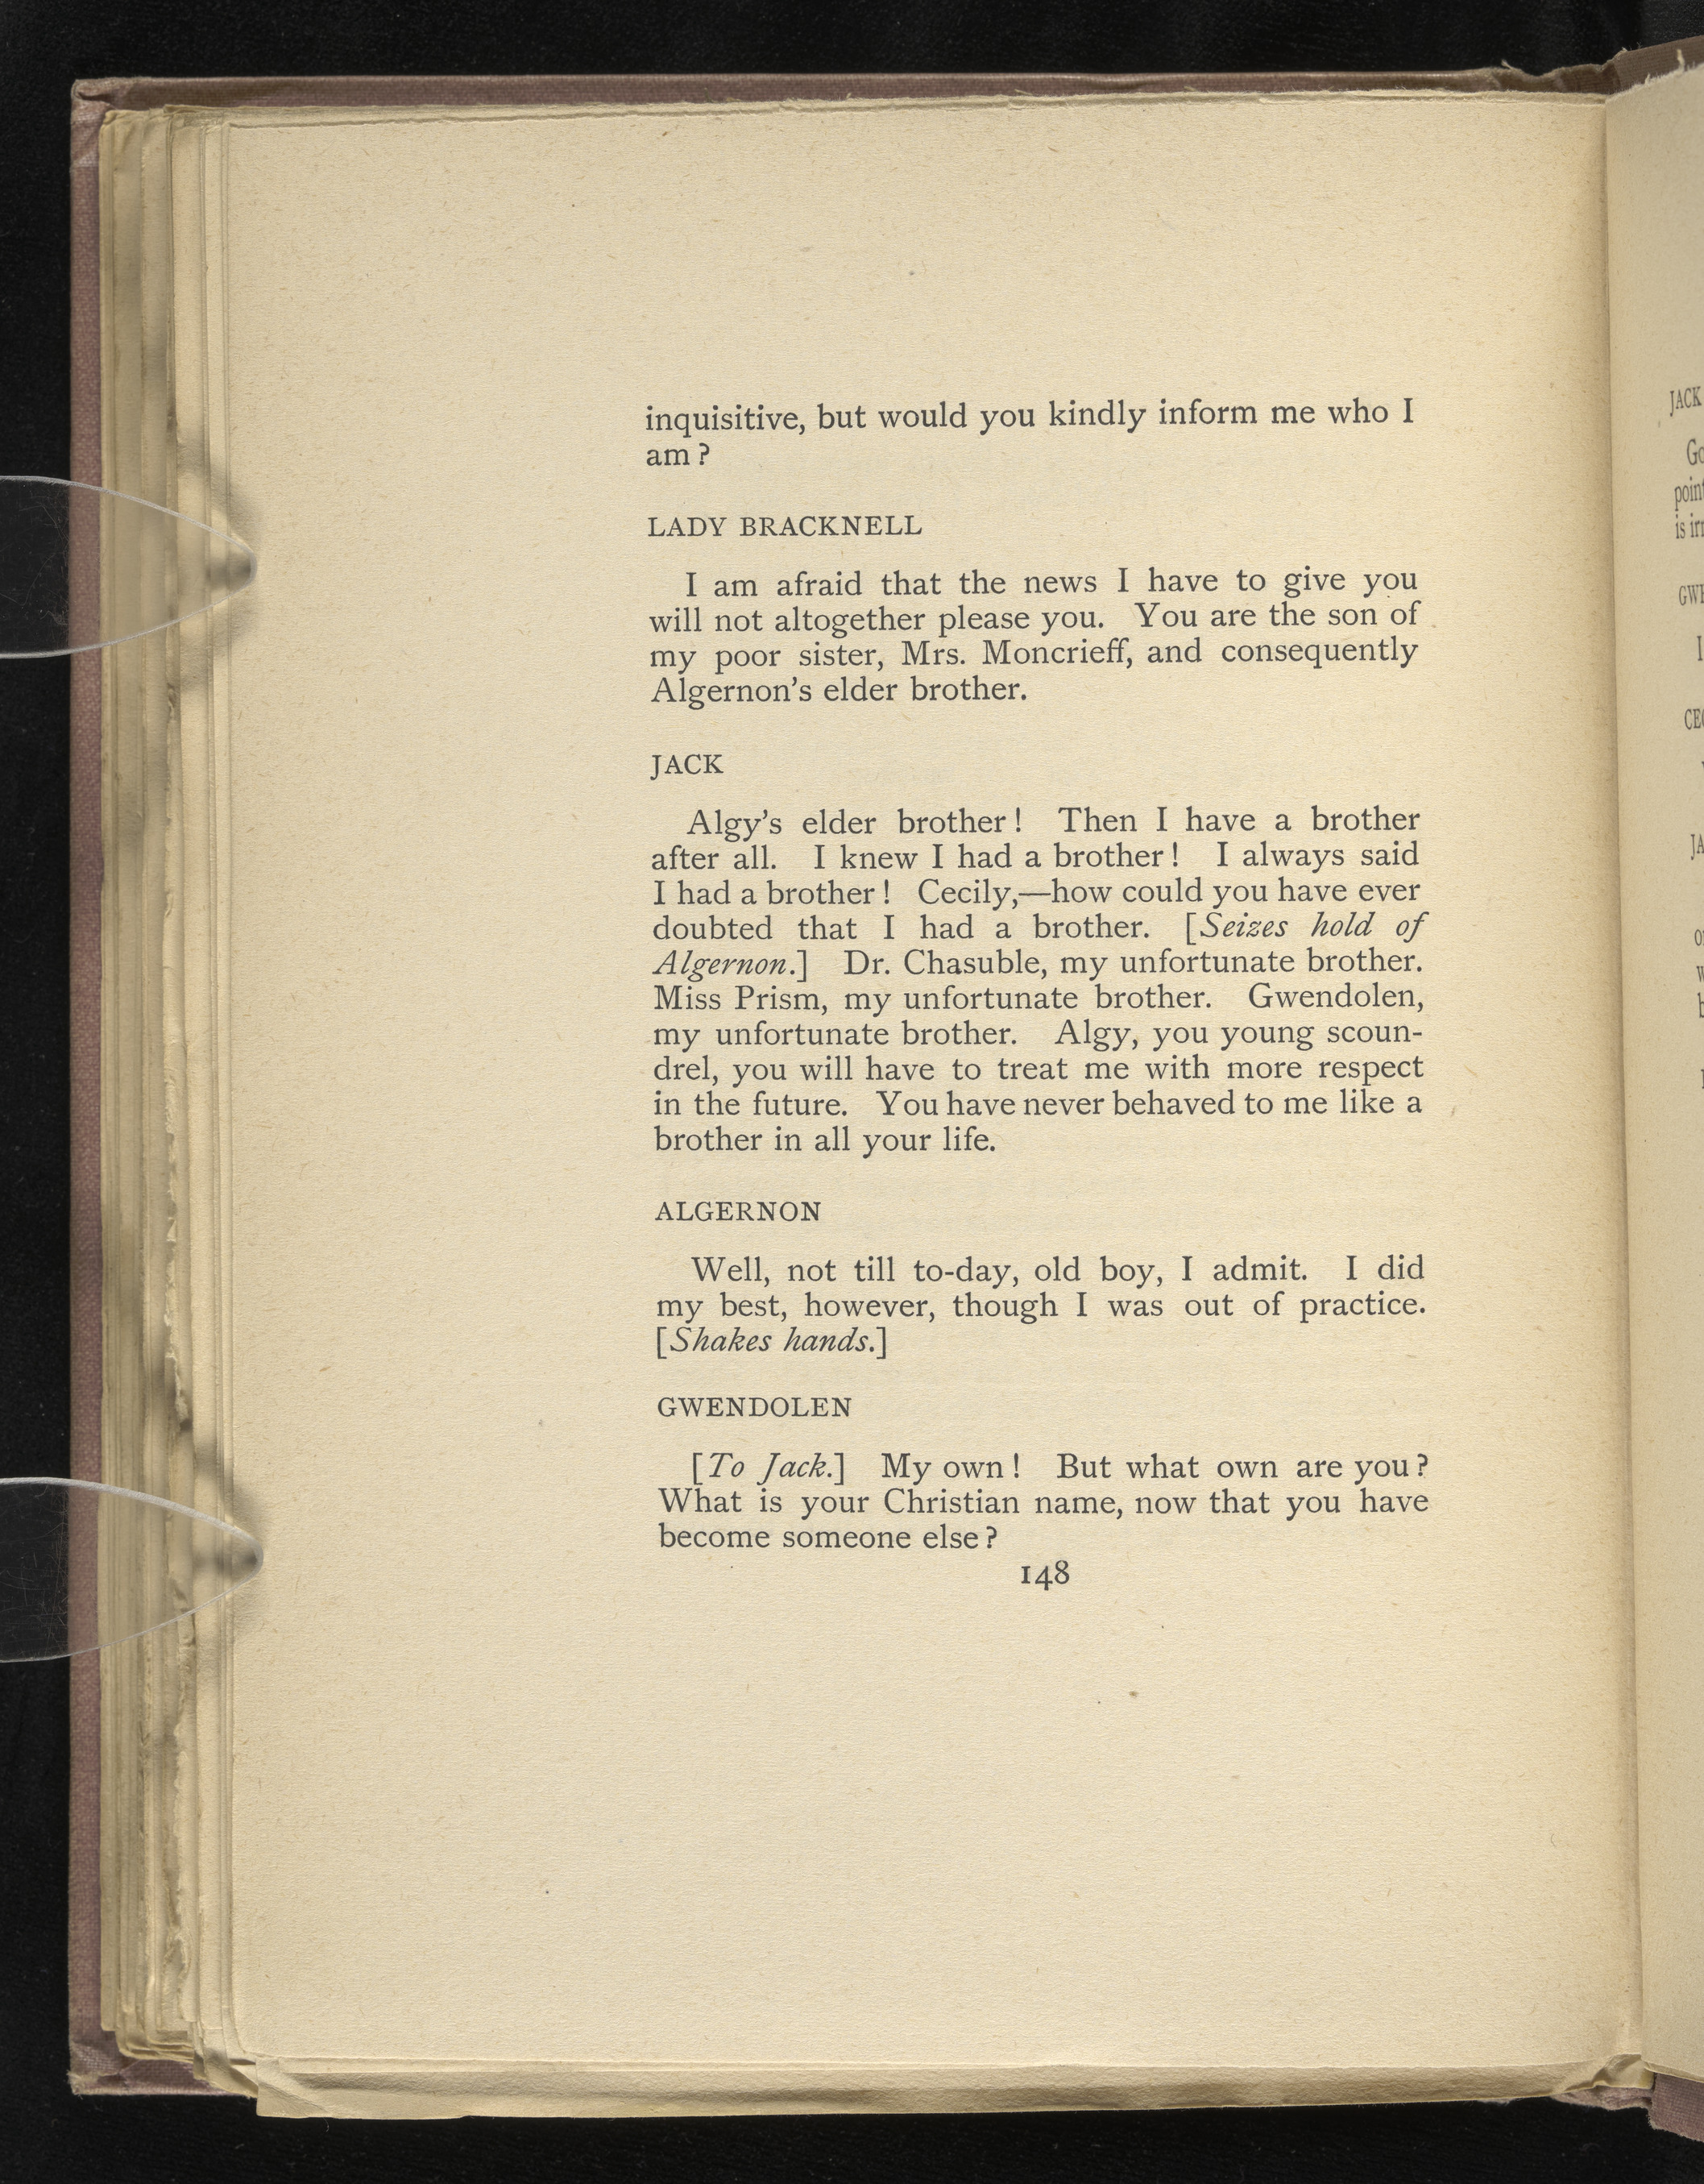 inquisitive, but would you kindly inform me who I
am?
LADY BRACKNELL
I am afraid that the news I have to give you
will not altogether please you. You are the son of
my poor sister, Mrs. Moncrieff, and consequently
Algernon's elder brother.
JACK
Algy's elder brother! Then I have a brother
after all. I knew I had a brother! I always said
I had a brother! Cecily,—how could you have ever
doubted that I had a brother. [Seizes hold of
Algernon.] Dr. Chasuble, my unfortunate brother.
Miss Prism, my unfortunate brother. Gwendolen,
my unfortunate brother. Algy, you young scoun-
drel, you will have to treat me with more respect
in the future. You have never behaved to me like a
brother in all your life.
ALGERNON
Well, not till to-day, old boy, I admit. I did
my best, however, though I was out of practice.
[Shakes hands.]
GWENDOLEN
[To Jack.] My own! But what own are you?
What is your Christian name, now that you have
become someone else?
148
JACK
is